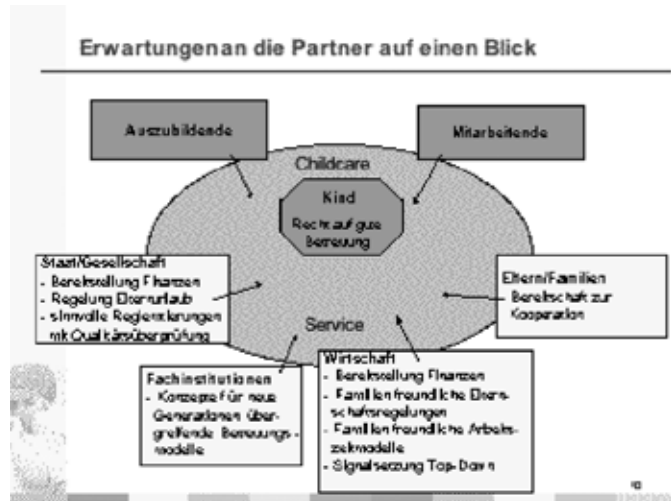 Erwartungen an die Partner auf einen Blick
Auszubildende
Mitarbeitende
Childcare
Kind
Recht auf gute
Betreuung
Staat/Gesellschaft
- Bereitstellung Finanzen
- Regelung Elternurlaub
- sinnvolle Reglementierungen
mit Qualitätsüberprüfung
Eltern/Familien
- Bereitschaft zur
Kooperation
Service
Fachinstitutionen
- Konzepte für neue
Generationen über-
greifende Betreuungs-
modelle
Wirtschaft
- Bereitstellung Finanzen
- Familienfreundliche Eltern-
schaftsregelungen
- Familienfreundliche Arbeits-
zeitmodelle
- Signalsetzung Top-Down